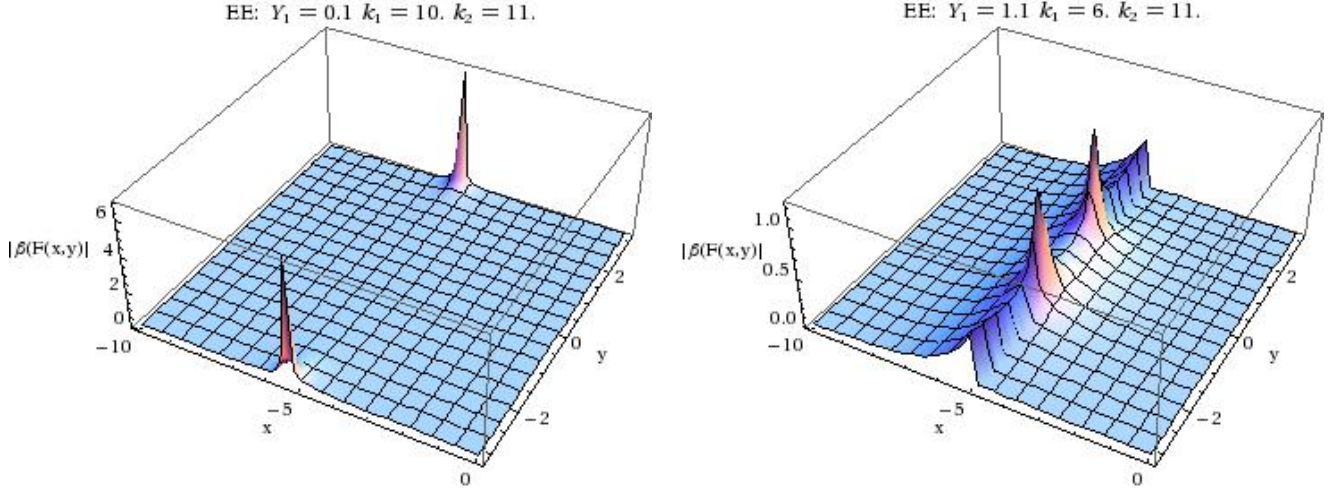 EE: Y₁ = 0.1 k₁ = 10. k₂ = 11.
6
4
|β(F(x,y)|
2
0
−10
−5
x
0
−2
0
y
2
EE: Y₁ = 1.1 k₁ = 6. k₂ = 11.
1.0
|β(F(x,y)|
0.5
0.0
−10
−5
x
0
−2
0
y
2